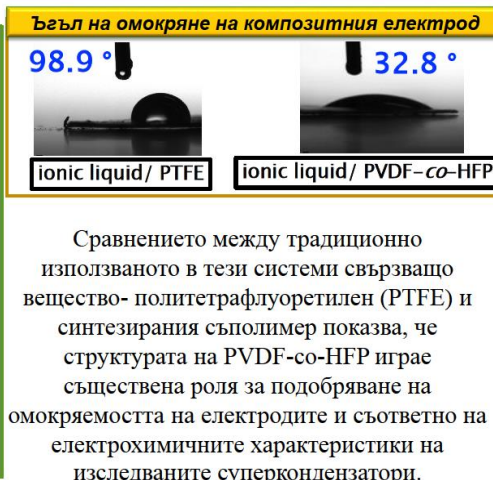 Ъгъл на омокряне на композитния електрод
98.9 ° 32.8 °
ionic liquid/ PTFE ionic liquid/ PVDF-co-HFP
Сравнението между традиционно
използваното в тези системи свързващо
вещество- политетрафлуоретилен (PTFE) и
синтезирания съполимер показва, че
структурата на PVDF-co-HFP играе
съществена роля за подобряване на
омокряемостта на електродите и съответно на
електрохимичните характеристики на
изследваните суперкондензатори.